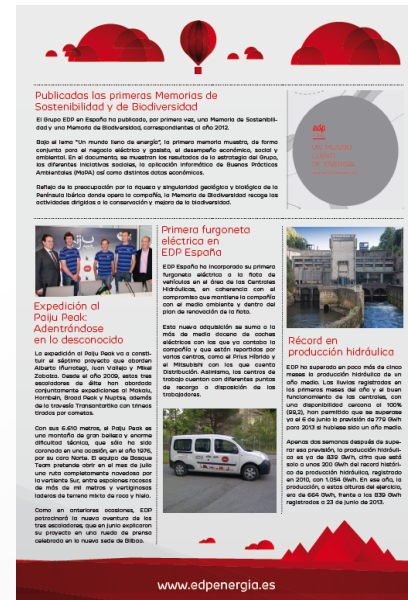 Publicadas las primeras Memorias de
Sostenibilidad y de Biodiversidad
El Grupo EDP en España ha publicado, por primera vez, una Memoria de Sostenibili-
dad y una Memoria de Biodiversidad, correspondientes al año 2012.
Bajo el lema "Un mundo lleno de energía", la primera memoria muestra, de forma
conjunta para el negocio eléctrico y gasista, el desempeño económico, social y
ambiental. En el documento, se muestran los resultados de la estrategia del Grupo,
las diferentes iniciativas sociales, la aplicación informática de Buenas Prácticas
Ambientales (MaPA) así como distintos datos económicos.
Reflejo de la preocupación por la riqueza y singularidad geológica y biológica de la
Península Ibérica donde opera la compañía, la Memoria de Biodiversidad recoge las
actividades dirigidas a la conservación y mejora de la biodiversidad.
edp
UN MUNDO
LLENO
DE ENERGÍA
Expedición al
Paiju Peak:
Adentrándose
en lo desconocido
La expedición al Paiju Peak va a consti-
tuir el séptimo proyecto que aborden
Alberto Iñurrategi, Juan Vallejo y Mikel
Zabalza. Desde el año 2009, estos tres
escaladores de élite han abordado
conjuntamente expediciones al Makalu,
Hornbein, Broad Peak y Nuptse, además
de la travesía Transantártica con trineos
tirados por cometas.
Con sus 6.610 metros, el Paiju Peak es
una montaña de gran belleza y enorme
dificultad técnica, que sólo ha sido
coronada en una ocasión, en el año 1976,
por su cara Norte. El equipo de Basque
Team pretende abrir en el mes de julio
una ruta completamente novedosa por
la vertiente Sur, entre espolones rocosos
de más de mil metros y vertiginosas
laderas de terreno mixto de roca y hielo.
Como en anteriores ocasiones, EDP
patrocinará la nueva aventura de los
tres escaladores, que en junio explicaron
su proyecto en una rueda de prensa
celebrada en la nueva sede de Bilbao.
Primera furgoneta
eléctrica en
EDP España
EDP España ha incorporado su primera
furgoneta eléctrica a la flota de
vehículos en el área de las Centrales
Hidráulicas, en coherencia con el
compromiso que mantiene la compañía
con el medio ambiente y dentro del
plan de renovación de la flota.
Esta nueva adquisición se suma a la
más de media docena de coches
eléctricos con los que ya contaba la
compañía y que están repartidos por
varios centros, como el Prius Híbrido y
el Mitsubishi con los que cuenta
Generación. Asimismo, los centros de
trabajo cuentan con diferentes puntos
de recarga a disposición de los
trabajadores.
Récord en
producción hidráulica
EDP ha superado en poco más de cinco
meses la producción hidráulica de un
año medio. Las lluvias registradas en
los primeros meses del año y el buen
funcionamiento de las centrales, con
una disponibilidad cercana al 100%
(99,2), han permitido que se superase
ya el 6 de junio la previsión de 779 GWh
para 2013 si hubiese sido un año medio.
Apenas dos semanas después de supe-
rar esa previsión, la producción hidráuli-
ca es ya de 839 GWh, cifra que está
solo a unos 200 GWh del récord históri-
co de producción hidráulica, registrado
en 2010, con 1.054 GWh. En ese año, la
producción, a estas alturas del ejercicio,
era de 664 GWh, frente a los 839 GWh
registrados a 23 de junio de 2013.
www.edpenergia.es